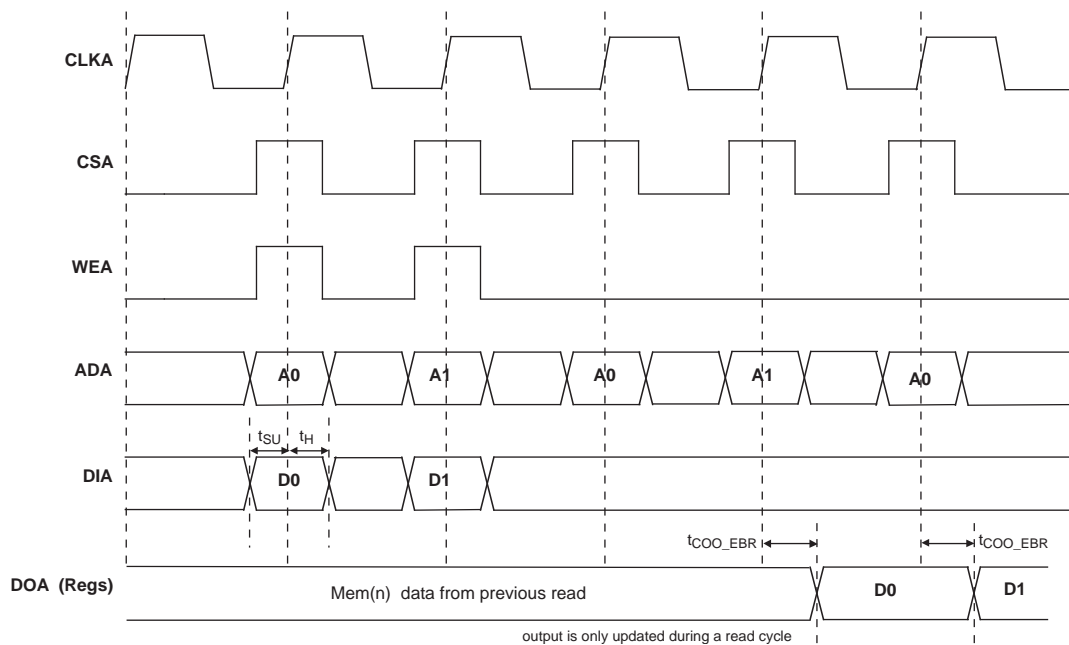 CLKA
CSA
WEA
ADA A0 A1 A0 A1 A0
tSU tH
DIA D0 D1
tCOO_EBR tCOO_EBR
DOA (Regs) Mem(n) data from previous read D0 D1
output is only updated during a read cycle